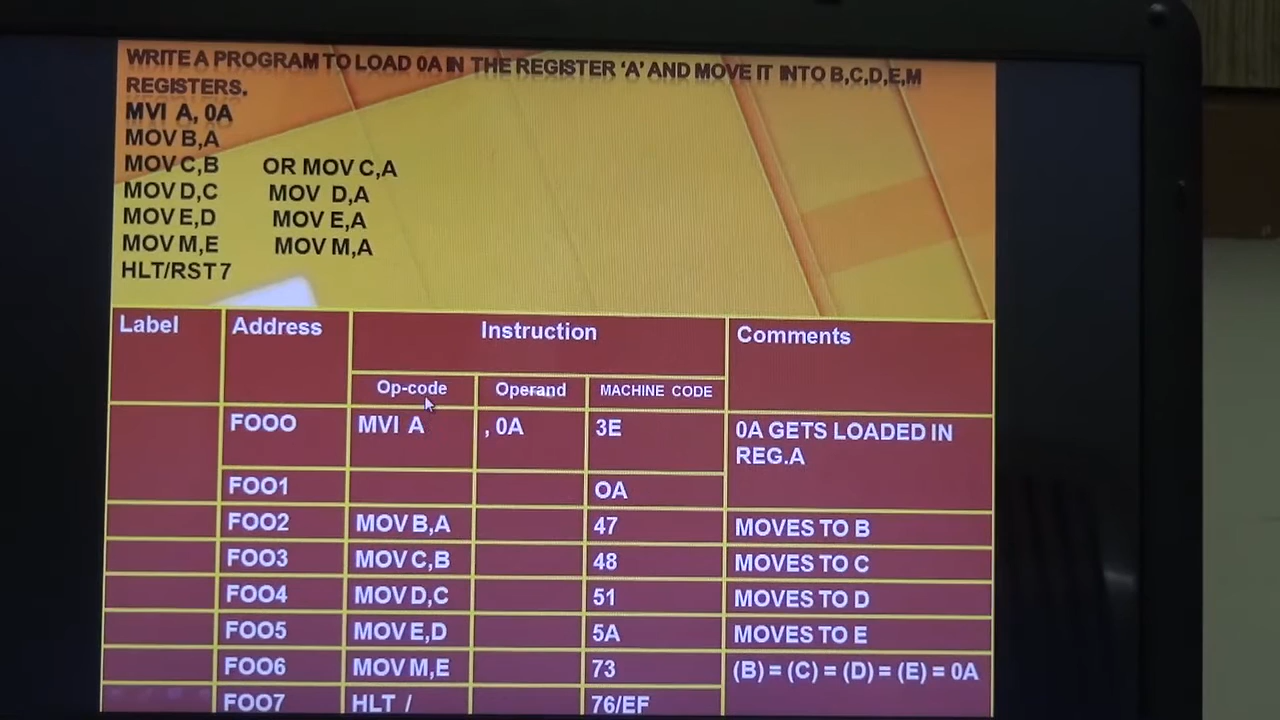 WRITE A PROGRAM TO LOAD 0A IN THE REGISTER 'A' AND MOVE IT INTO B,C,D,E,M
REGISTERS.
MVI A, 0A
MOV B,A
MOV C,B OR MOV C,A
MOV D,C MOV D,A
MOV E,D MOV E,A
MOV M,E MOV M,A
HLT/RST 7
Label Address Instruction Comments
Op-code Operand MACHINE CODE
FOOO MVI A , 0A 3E 0A GETS LOADED IN
REG.A
FOO1 OA
FOO2 MOV B,A 47 MOVES TO B
FOO3 MOV C,B 48 MOVES TO C
FOO4 MOV D,C 51 MOVES TO D
FOO5 MOV E,D 5A MOVES TO E
FOO6 MOV M,E 73 (B) = (C) = (D) = (E) = 0A
FOO7 HLT / 76/EF